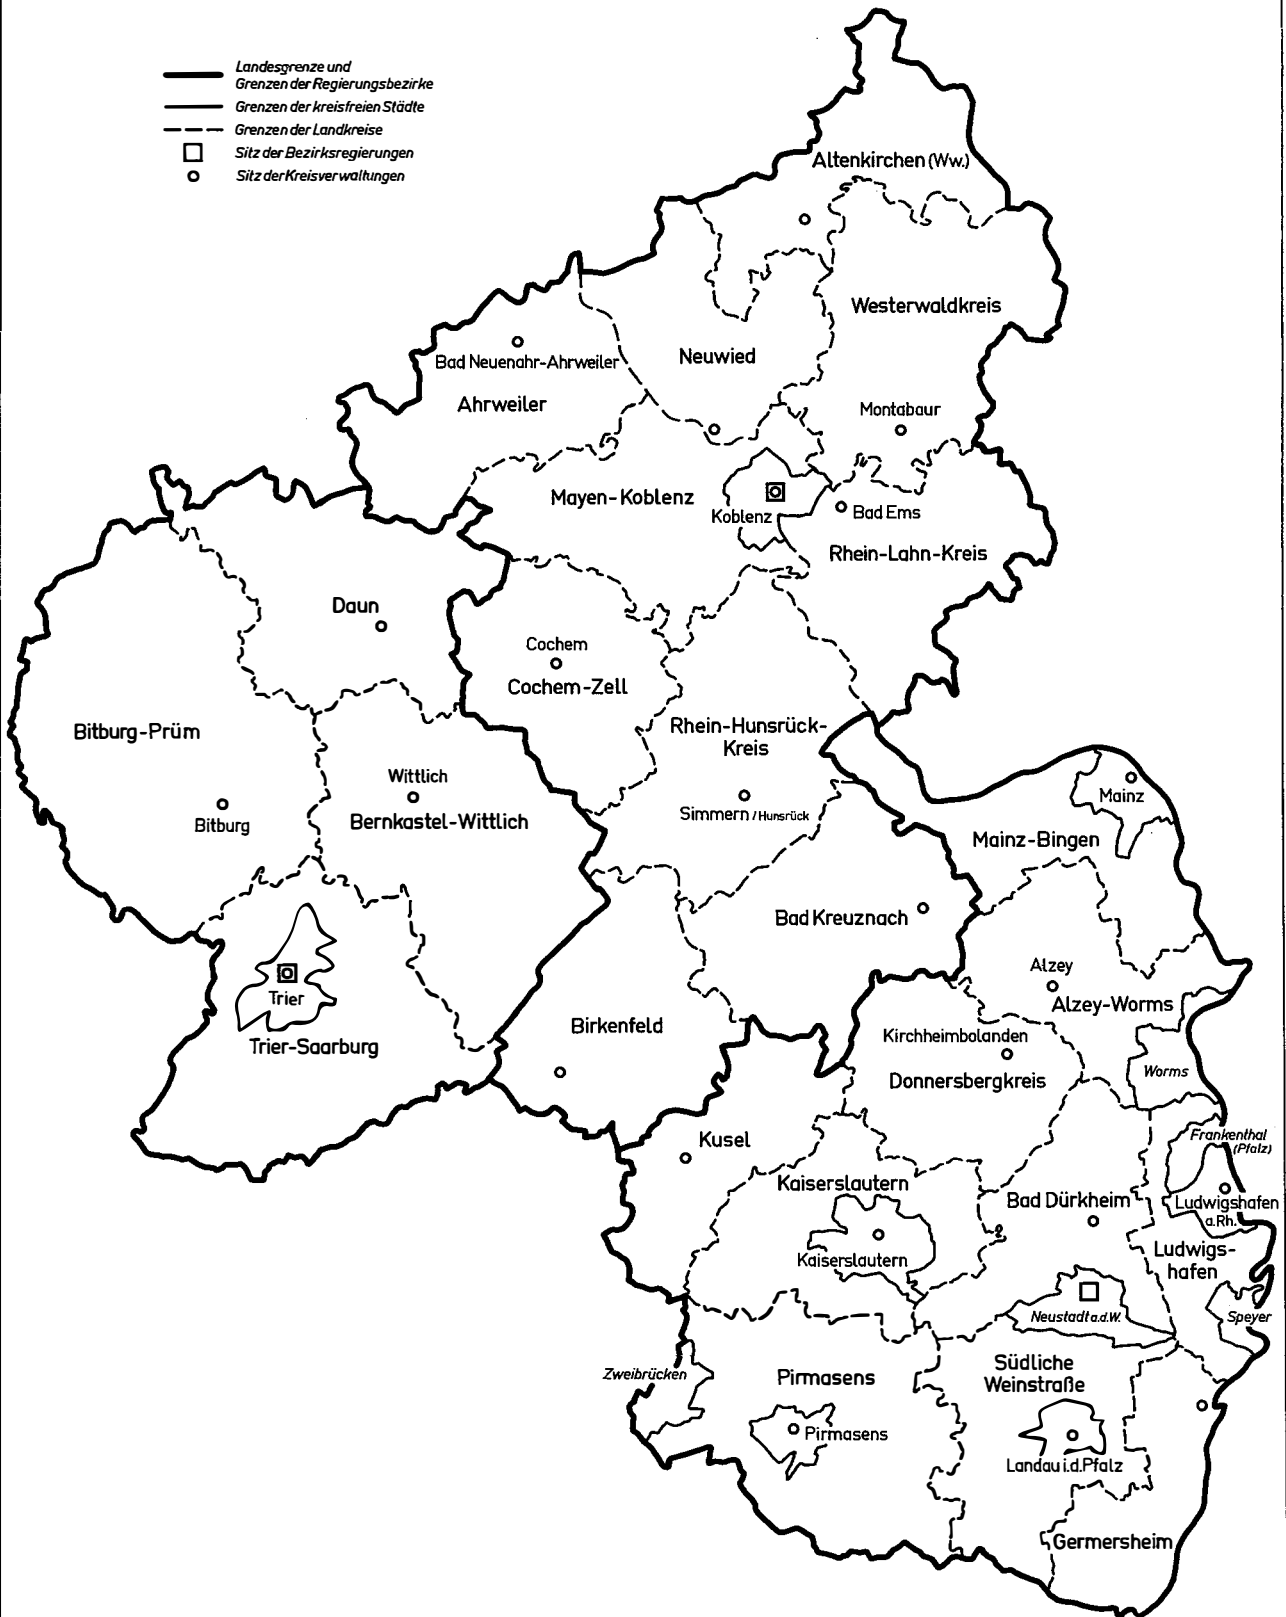 Landesgrenze und
Grenzen der Regierungsbezirke
Grenzen der kreisfreien Städte
Grenzen der Landkreise
Sitz der Bezirksregierungen
Sitz der Kreisverwaltungen
Altenkirchen (Ww.)
Westerwaldkreis
Neuwied
Bad Neuenahr-Ahrweiler
Ahrweiler
Montabaur
Mayen-Koblenz
Koblenz
Bad Ems
Rhein-Lahn-Kreis
Daun
Cochem
Cochem-Zell
Bitburg-Prüm
Rhein-Hunsrück-
Kreis
Wittlich
Bernkastel-Wittlich
Bitburg
Simmern/Hunsrück
Mainz
Mainz-Bingen
Bad Kreuznach
Trier
Trier-Saarburg
Birkenfeld
Alzey
Alzey-Worms
Kirchheimbolanden
Donnersbergkreis
Worms
Kusel
Frankenthal
(Pfalz)
Kaiserslautern
Kaiserslautern
Bad Dürkheim
Ludwigshafen
a.Rh.
Ludwigs-
hafen
Neustadt a.d.W.
Speyer
Zweibrücken
Pirmasens
Pirmasens
Südliche
Weinstraße
Landau i.d.Pfalz
Germersheim